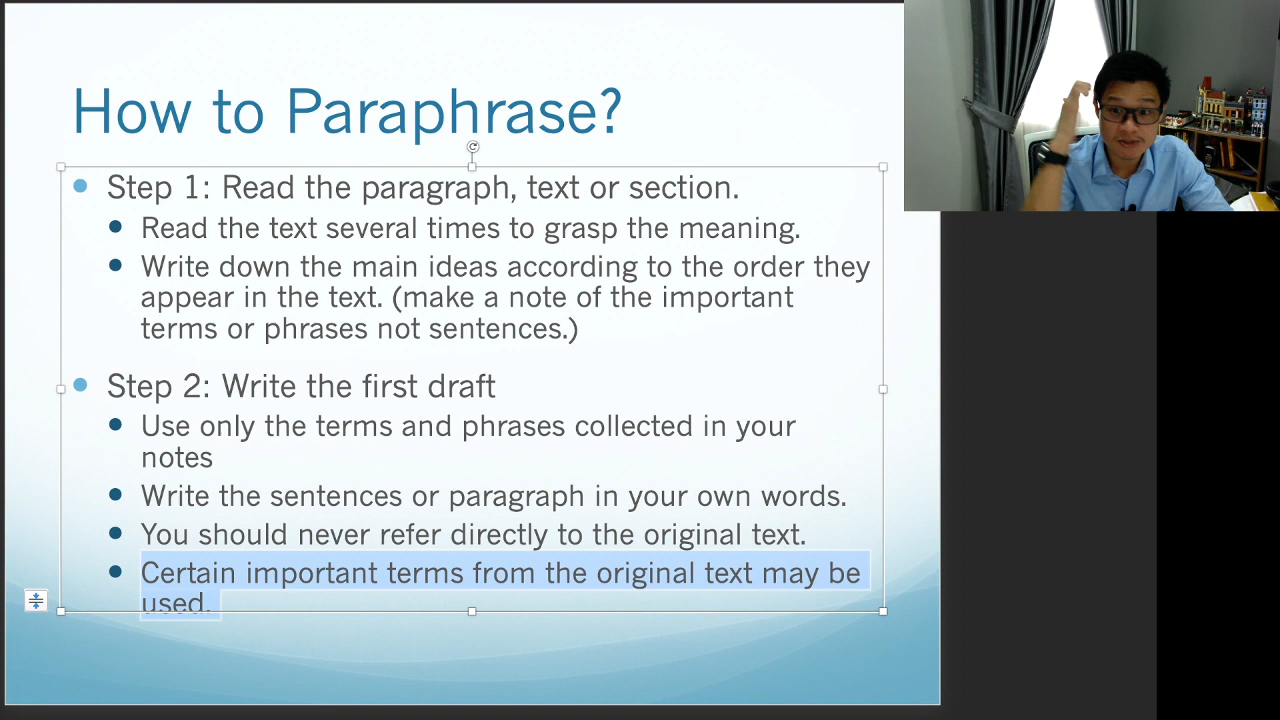 How to Paraphrase?
Step 1: Read the paragraph, text or section.
Read the text several times to grasp the meaning.
Write down the main ideas according to the order they
appear in the text. (make a note of the important
terms or phrases not sentences.)
Step 2: Write the first draft
Use only the terms and phrases collected in your
notes
Write the sentences or paragraph in your own words.
You should never refer directly to the original text.
Certain important terms from the original text may be
used.